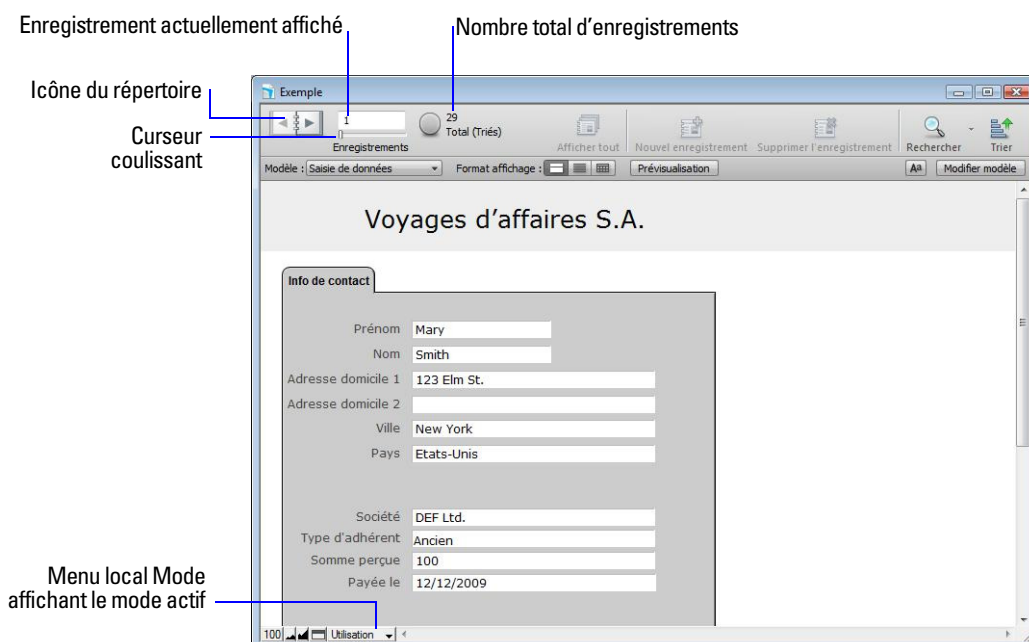 Enregistrement actuellement affiché
Nombre total d'enregistrements
Icône du répertoire
Curseur
coulissant
Exemple
1
29
Total (Triés)
Enregistrements
Afficher tout
Nouvel enregistrement
Supprimer l'enregistrement
Rechercher
Trier
Modèle : Saisie de données
Format affichage :
Prévisualisation
Aa
Modifier modèle
Voyages d'affaires S.A.
Info de contact
Prénom Mary
Nom Smith
Adresse domicile 1 123 Elm St.
Adresse domicile 2
Ville New York
Pays Etats-Unis
Société DEF Ltd.
Type d'adhérent Ancien
Somme perçue 100
Payée le 12/12/2009
Menu local Mode
affichant le mode actif
100 Utilisation